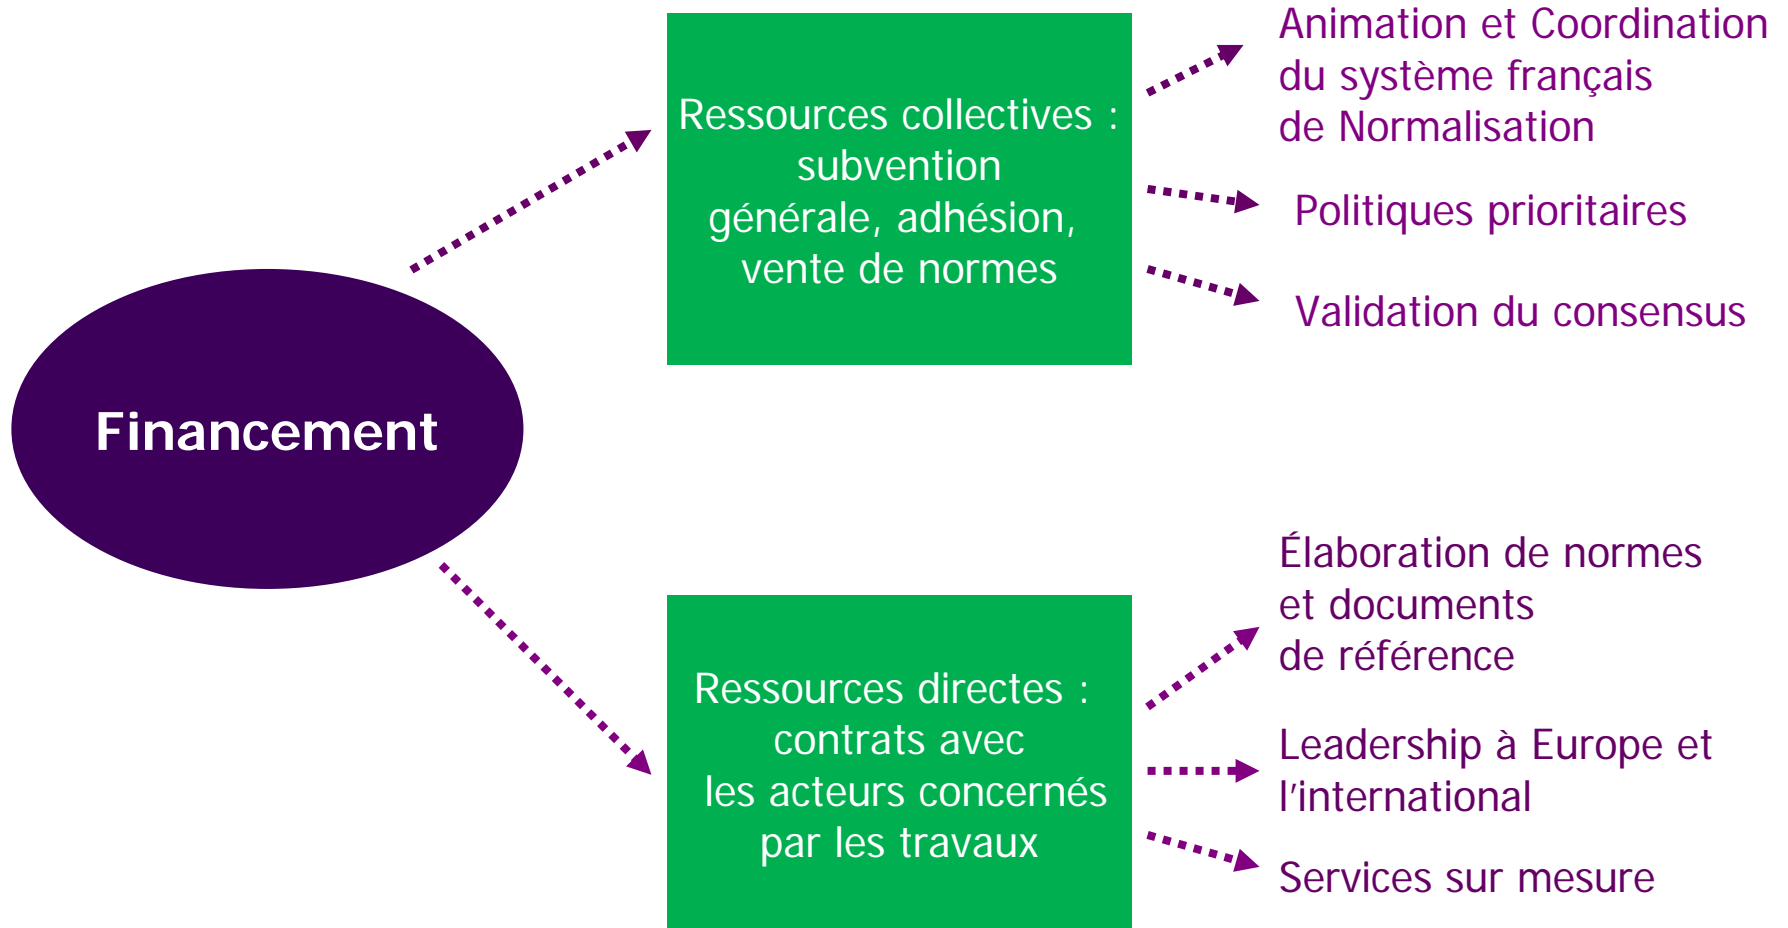 Financement
Ressources collectives :
subvention
générale, adhésion,
vente de normes
Animation et Coordination
du système français
de Normalisation
Politiques prioritaires
Validation du consensus
Ressources directes :
contrats avec
les acteurs concernés
par les travaux
Élaboration de normes
et documents
de référence
Leadership à Europe et
l'international
Services sur mesure